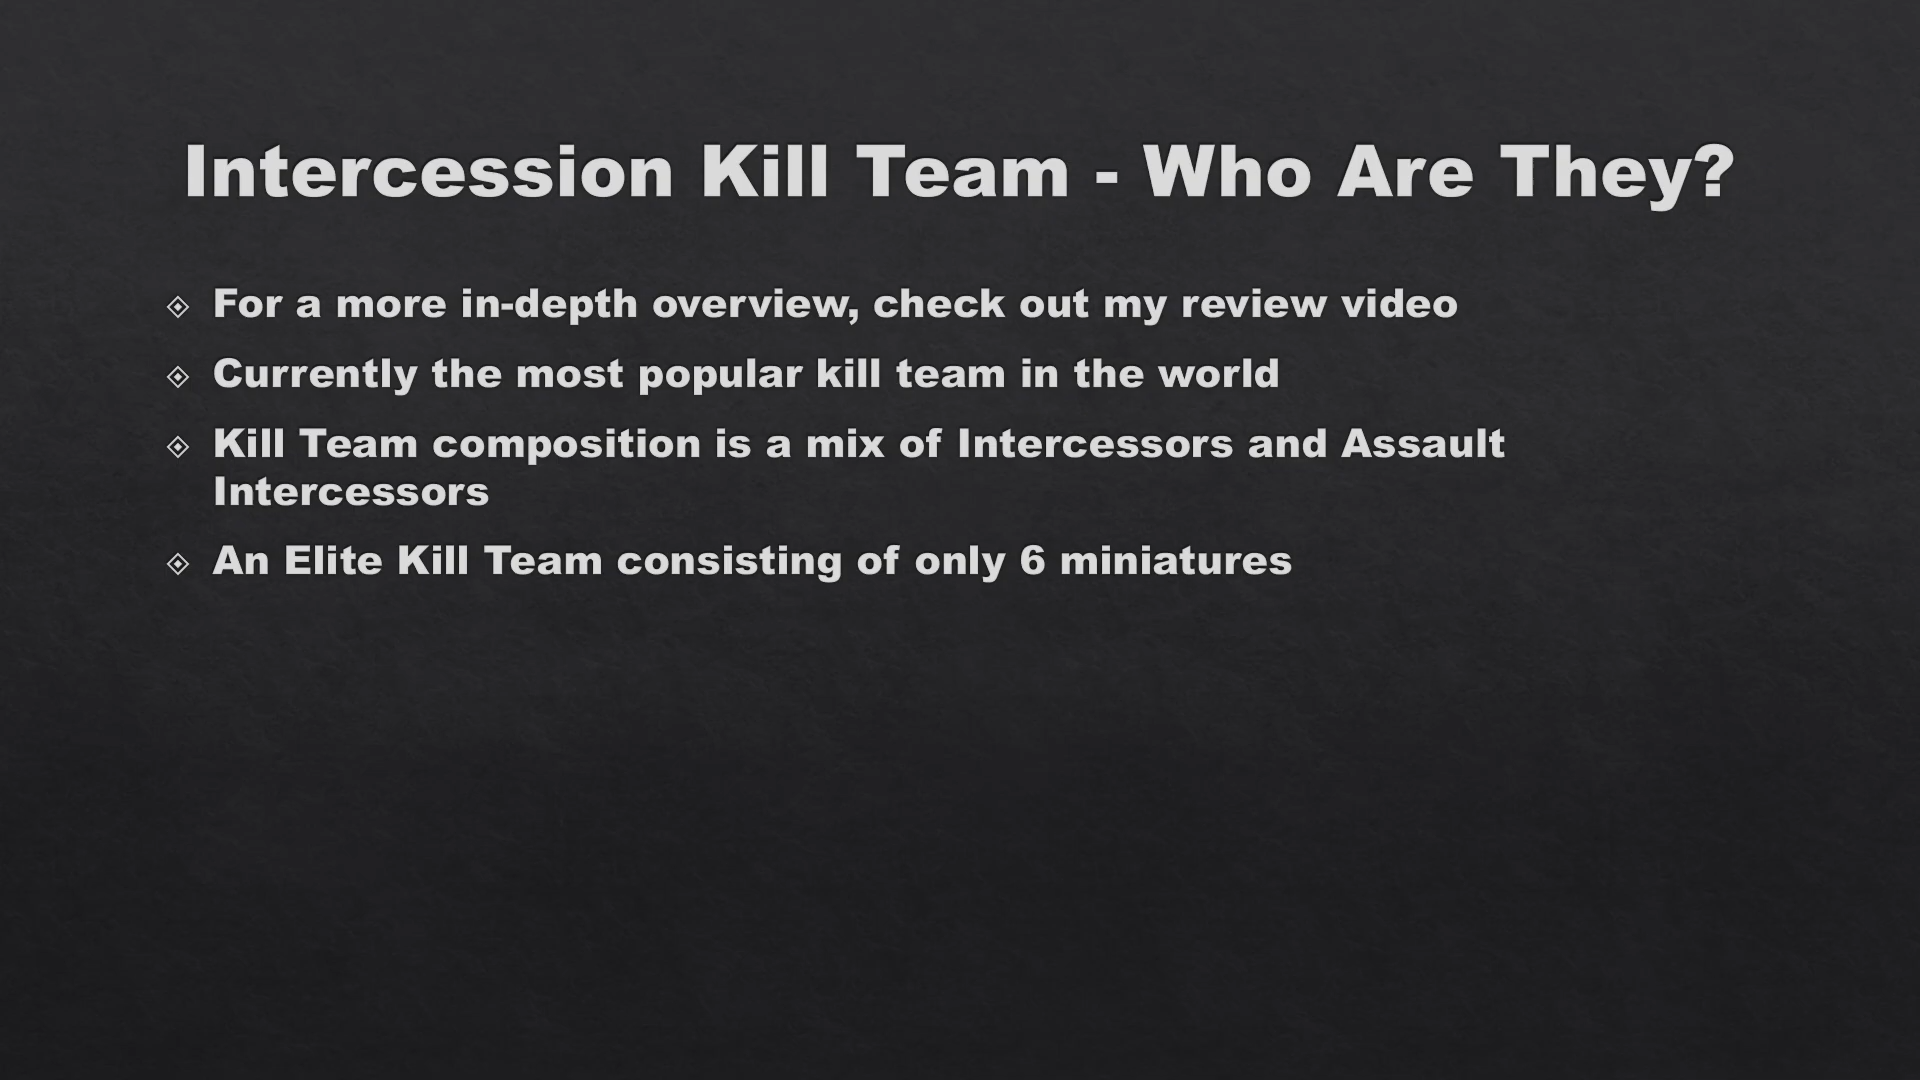 Intercession Kill Team - Who Are They?
For a more in-depth overview, check out my review video
Currently the most popular kill team in the world
Kill Team composition is a mix of Intercessors and Assault
Intercessors
An Elite Kill Team consisting of only 6 miniatures